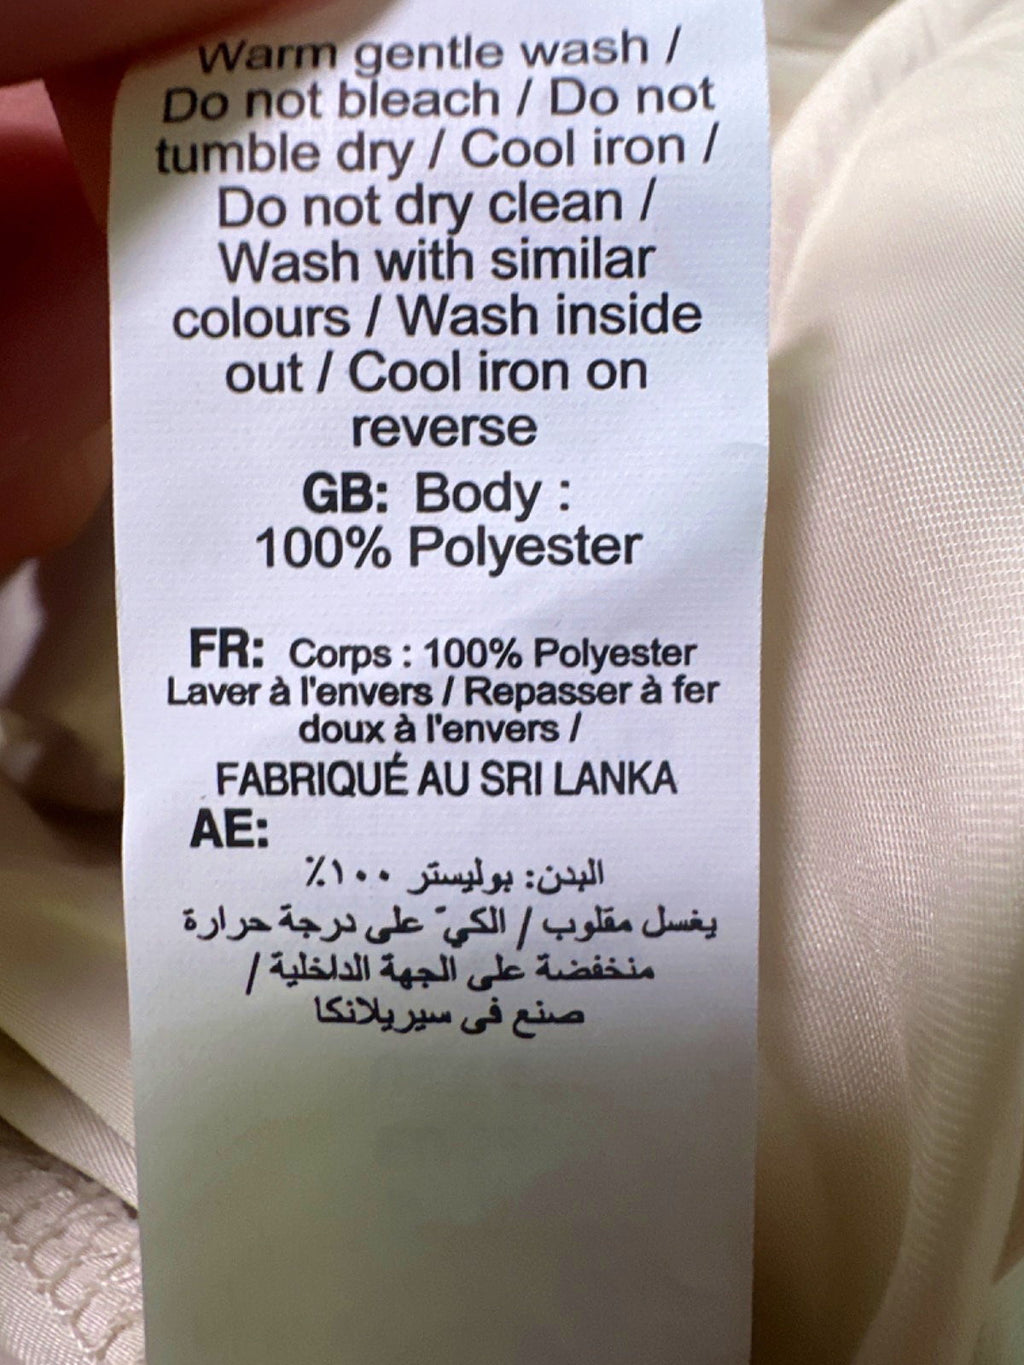 Warm gentle wash /
Do not bleach / Do not
tumble dry / Cool iron /
Do not dry clean /
Wash with similar
colours / Wash inside
out / Cool iron on
reverse
GB: Body :
100% Polyester
FR: Corps : 100% Polyester
Laver à l'envers / Repasser à fer
doux à l'envers /
FABRIQUÉ AU SRI LANKA
AE:
البدن: بوليستر ١٠٠٪
يغسل مقلوب / الكيّ على درجة حرارة
منخفضة على الجهة الداخلية /
صنع في سيريلانكا